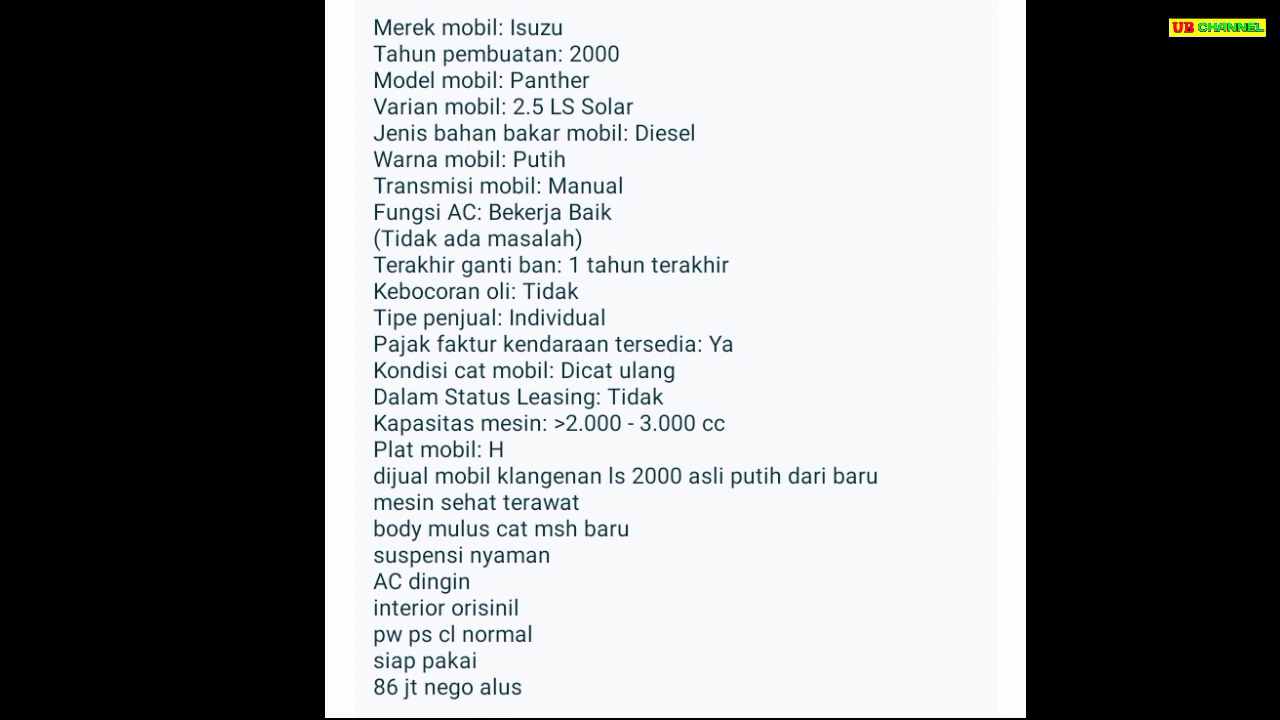 UB CHANNEL
Merek mobil: Isuzu
Tahun pembuatan: 2000
Model mobil: Panther
Varian mobil: 2.5 LS Solar
Jenis bahan bakar mobil: Diesel
Warna mobil: Putih
Transmisi mobil: Manual
Fungsi AC: Bekerja Baik
(Tidak ada masalah)
Terakhir ganti ban: 1 tahun terakhir
Kebocoran oli: Tidak
Tipe penjual: Individual
Pajak faktur kendaraan tersedia: Ya
Kondisi cat mobil: Dicat ulang
Dalam Status Leasing: Tidak
Kapasitas mesin: >2.000 - 3.000 cc
Plat mobil: H
dijual mobil klangenan ls 2000 asli putih dari baru
mesin sehat terawat
body mulus cat msh baru
suspensi nyaman
AC dingin
interior orisinil
pw ps cl normal
siap pakai
86 jt nego alus